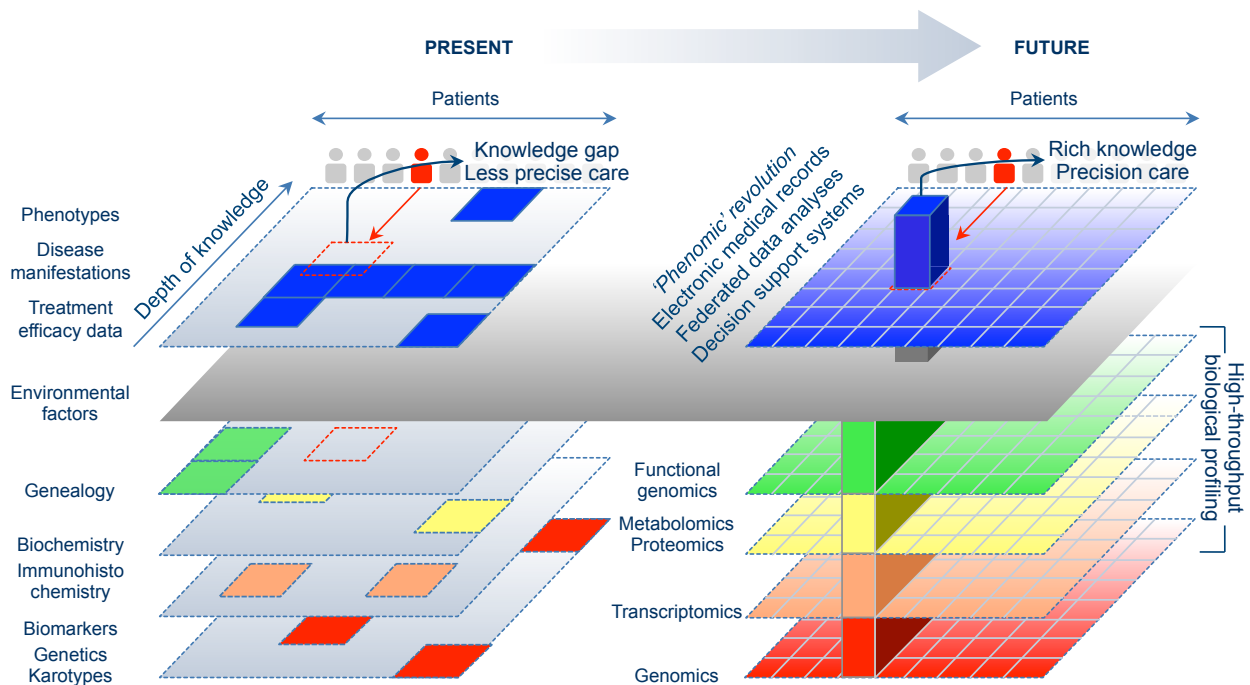 PRESENT
FUTURE
Patients
Patients
Knowledge gap
Less precise care
Rich knowledge
Precision care
Depth of knowledge
Phenotypes
Disease
manifestations
Treatment
efficacy data
Environmental
factors
Genealogy
Biochemistry
Immunohisto
chemistry
Biomarkers
Genetics
Karotypes
'Phenomic' revolution
Electronic medical records
Federated data analyses
Decision support systems
Functional
genomics
Metabolomics
Proteomics
Transcriptomics
Genomics
High-throughput
biological profiling